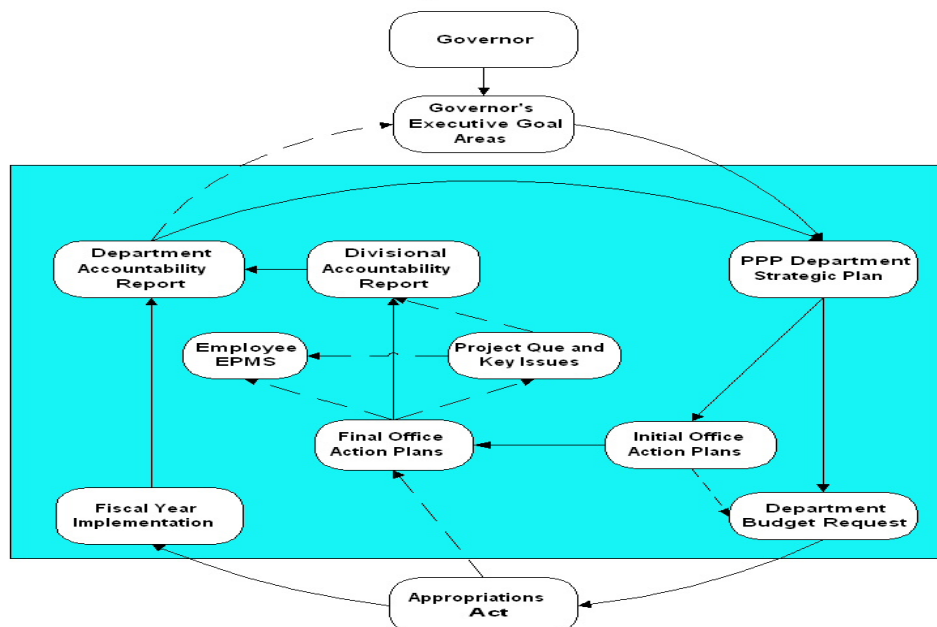 Governor
Governor's
Executive Goal
Areas
Department
Accountability
Report
Divisional
Accountability
Report
PPP Department
Strategic Plan
Employee
EPMS
Project Que and
Key Issues
Final Office
Action Plans
Initial Office
Action Plans
Fiscal Year
Implementation
Department
Budget Request
Appropriations
Act